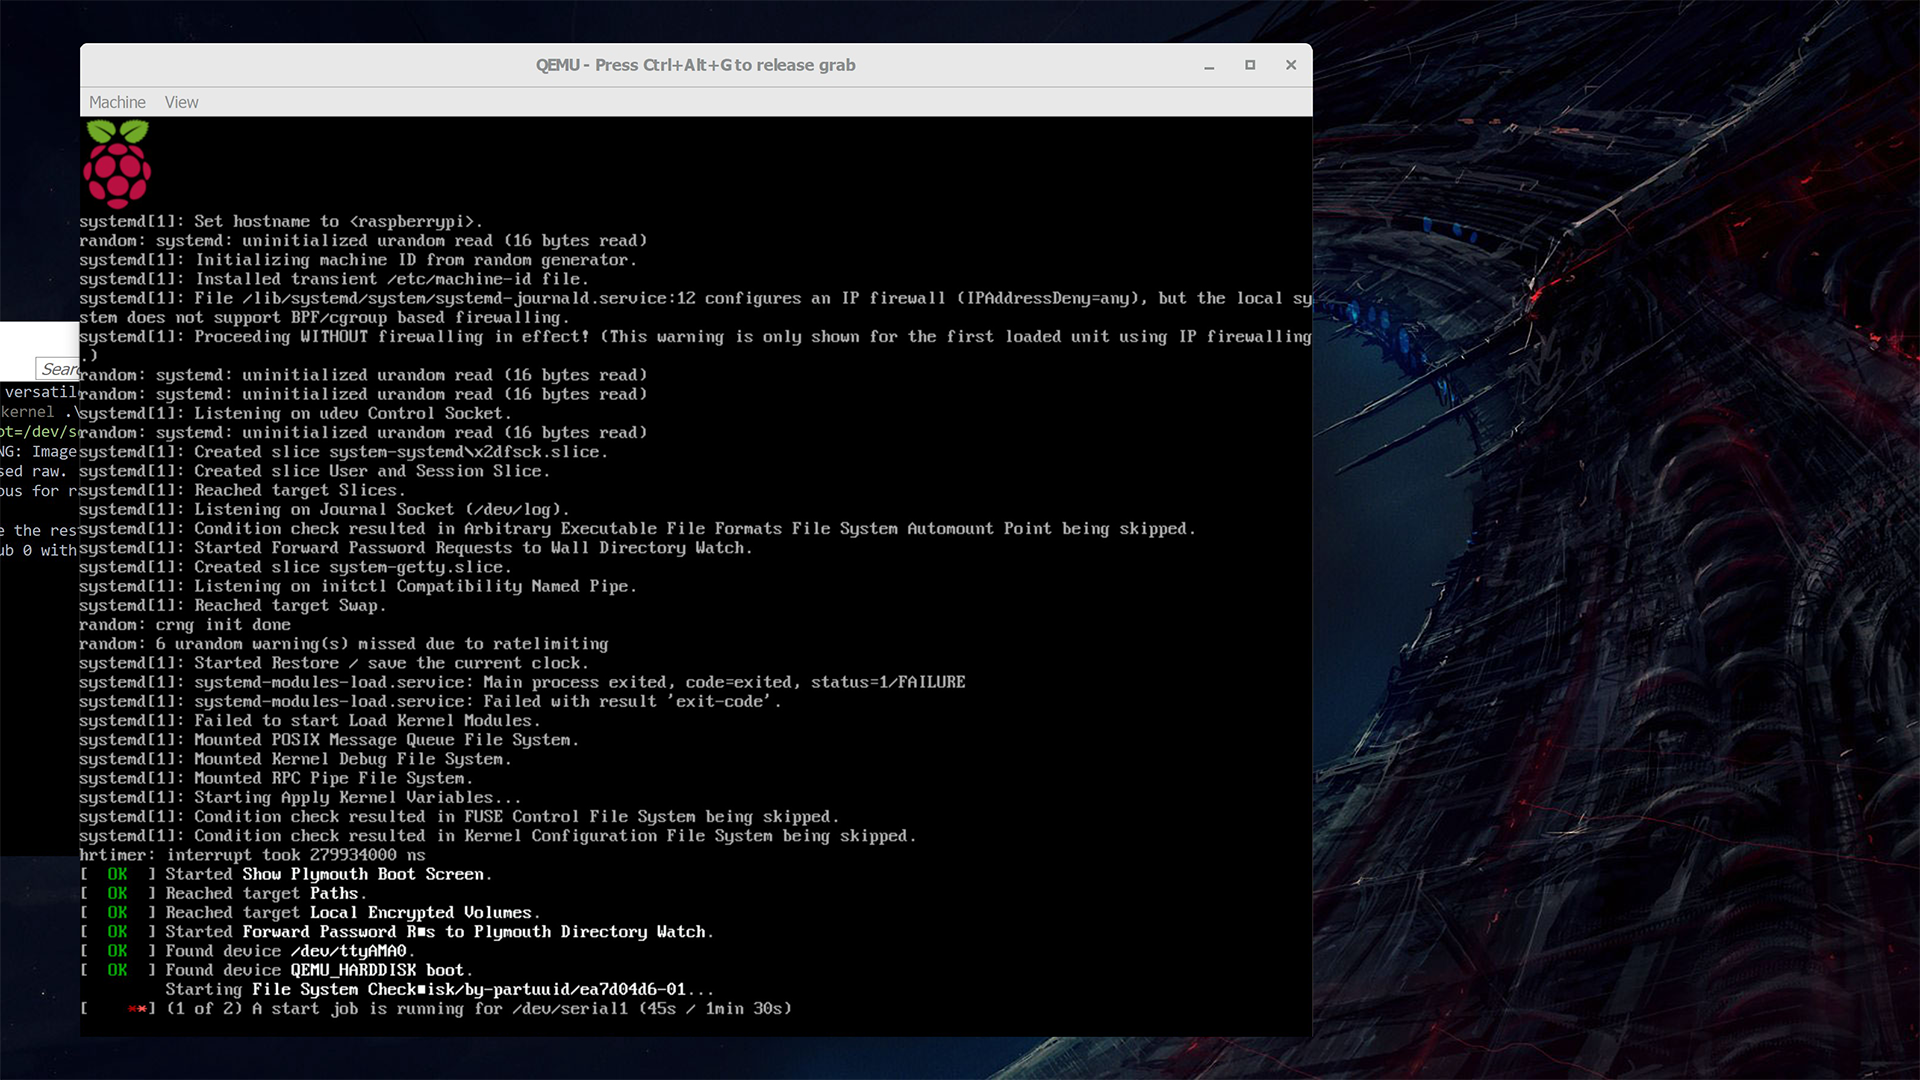 QEMU - Press Ctrl+Alt+G to release grab
Machine View
systemd[1]: Set hostname to <raspberrypi>.
random: systemd: uninitialized urandom read (16 bytes read)
systemd[1]: Initializing machine ID from random generator.
systemd[1]: Installed transient /etc/machine-id file.
systemd[1]: File /lib/systemd/system/systemd-journald.service:12 configures an IP firewall (IPAddressDeny=any), but the local sy
stem does not support BPF/cgroup based firewalling.
systemd[1]: Proceeding WITHOUT firewalling in effect! (This warning is only shown for the first loaded unit using IP firewalling
.)
random: systemd: uninitialized urandom read (16 bytes read)
random: systemd: uninitialized urandom read (16 bytes read)
systemd[1]: Listening on udev Control Socket.
random: systemd: uninitialized urandom read (16 bytes read)
systemd[1]: Created slice system-systemd\x2dfsck.slice.
systemd[1]: Created slice User and Session Slice.
systemd[1]: Reached target Slices.
systemd[1]: Listening on Journal Socket (/dev/log).
systemd[1]: Condition check resulted in Arbitrary Executable File Formats File System Automount Point being skipped.
systemd[1]: Started Forward Password Requests to Wall Directory Watch.
systemd[1]: Created slice system-getty.slice.
systemd[1]: Listening on initctl Compatibility Named Pipe.
systemd[1]: Reached target Swap.
random: crng init done
random: 6 urandom warning(s) missed due to ratelimiting
systemd[1]: Started Restore / save the current clock.
systemd[1]: systemd-modules-load.service: Main process exited, code=exited, status=1/FAILURE
systemd[1]: systemd-modules-load.service: Failed with result 'exit-code'.
systemd[1]: Failed to start Load Kernel Modules.
systemd[1]: Mounted POSIX Message Queue File System.
systemd[1]: Mounted Kernel Debug File System.
systemd[1]: Mounted RPC Pipe File System.
systemd[1]: Starting Apply Kernel Variables...
systemd[1]: Condition check resulted in FUSE Control File System being skipped.
systemd[1]: Condition check resulted in Kernel Configuration File System being skipped.
hrtimer: interrupt took 279934000 ns
[ OK ] Started Show Plymouth Boot Screen.
[ OK ] Reached target Paths.
[ OK ] Reached target Local Encrypted Volumes.
[ OK ] Started Forward Password R■s to Plymouth Directory Watch.
[ OK ] Found device /dev/ttyAMA0.
[ OK ] Found device QEMU_HARDDISK boot.
Starting File System Check■isk/by-partuuid/ea7d04d6-01...
[ **] (1 of 2) A start job is running for /dev/serial1 (45s / 1min 30s)
Sear
versatil
kernel .\
ot=/dev/s
NG: Image
sed raw.
ous for r
e the res
ub 0 with